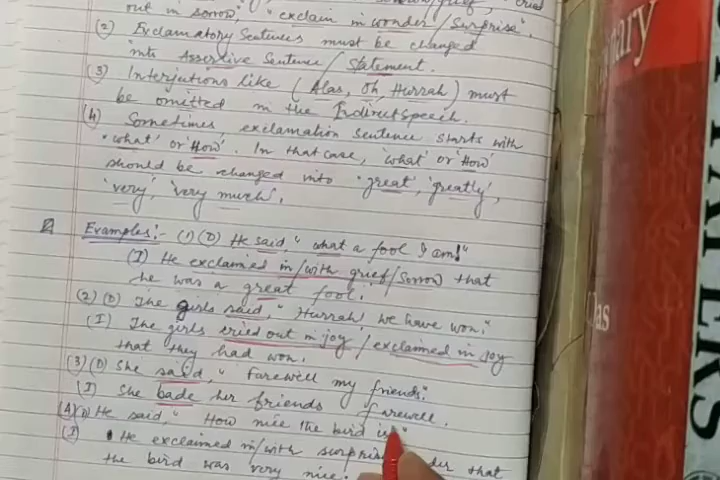 out in sorrow," "exclaim in wonder/Surprise".
(2) Exclamatory Sentences must be changed
into Assertive Sentence/Statement.
(3) Interjutions like (Alas, Oh, Hurrah) must
be omitted in the Indirect speech.
(4) Sometimes, exclamation sentence starts with
"what' or 'How'. In that case, 'what' or 'How'
should be changed into 'great', 'greatly',
'very', 'very much'.
Examples:- (1) (D) He said "what a fool I am!"
(I) He exclaimed in/with grief/sorrow that
he was a great fool.
(2) (D) The girls said, "Hurrah! we have won."
(I) The girls cried out in joy/exclaimed in joy
that they had won.
(3) (D) She said, "Farewell my friends".
(I) She bade her friends farewell.
(4) (D) He said, "How nice the bird is"
(I) He exclaimed in/with surprise that
the bird was very nice.